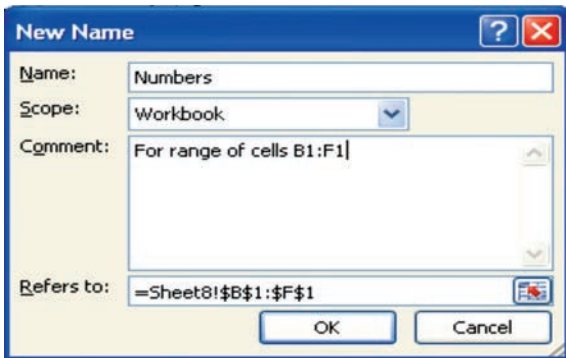 New Name
Name: Numbers
Scope: Workbook
Comment: For range of cells B1:F1
Refers to: =Sheet8!$B$1:$F$1
OK Cancel